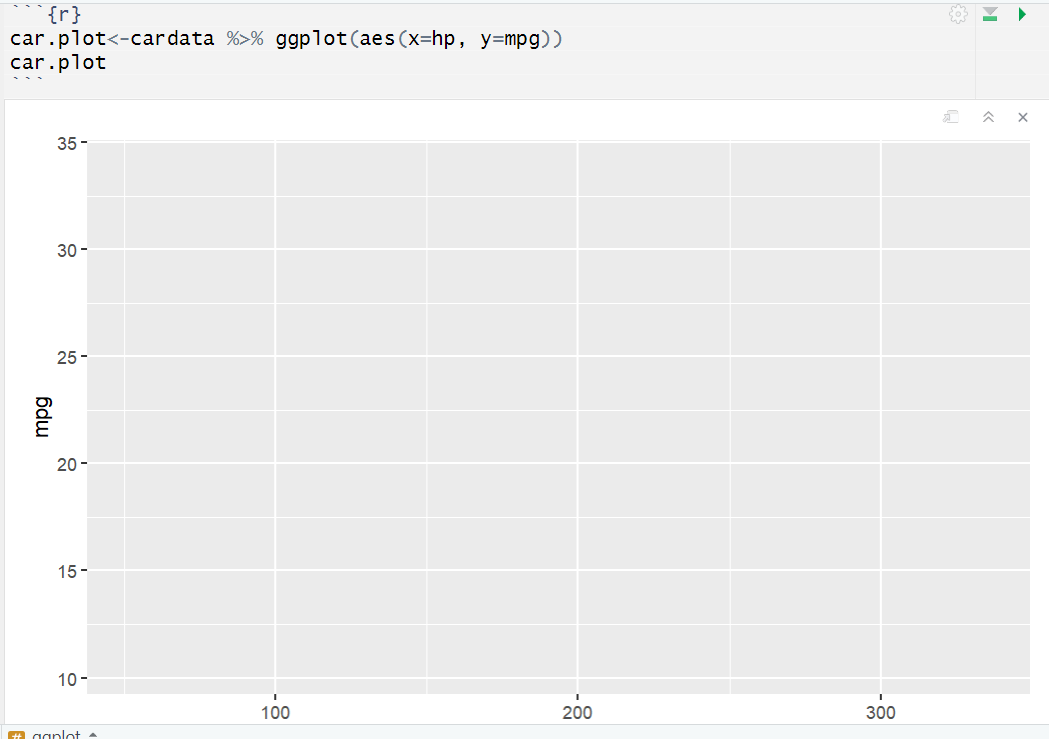 ```{r}
car.plot<-cardata %>% ggplot(aes(x=hp, y=mpg))
car.plot
```
35
30
25
mpg
20
15
10
100 200 300
# ggplot